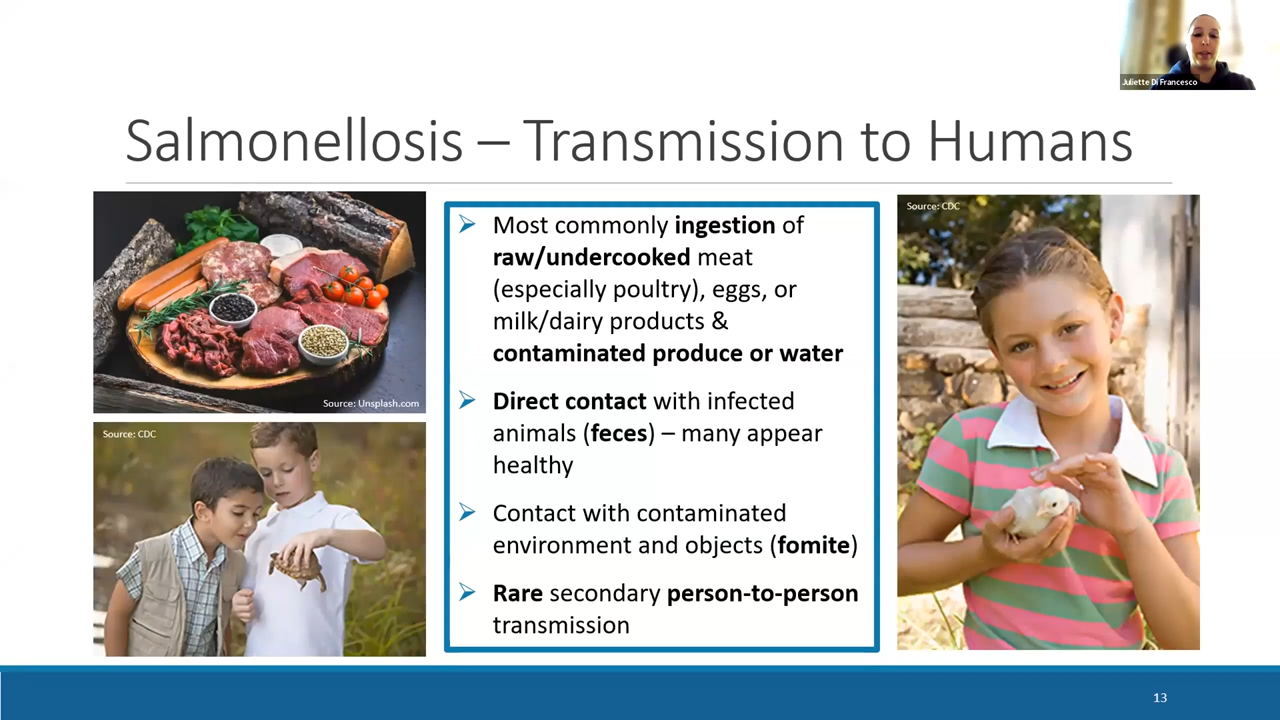 Juliette Di Francesco
Salmonellosis – Transmission to Humans
Source: Unsplash.com
Source: CDC
➢ Most commonly ingestion of
raw/undercooked meat
(especially poultry), eggs, or
milk/dairy products &
contaminated produce or water
➢ Direct contact with infected
animals (feces) – many appear
healthy
➢ Contact with contaminated
environment and objects (fomite)
➢ Rare secondary person-to-person
transmission
Source: CDC
13